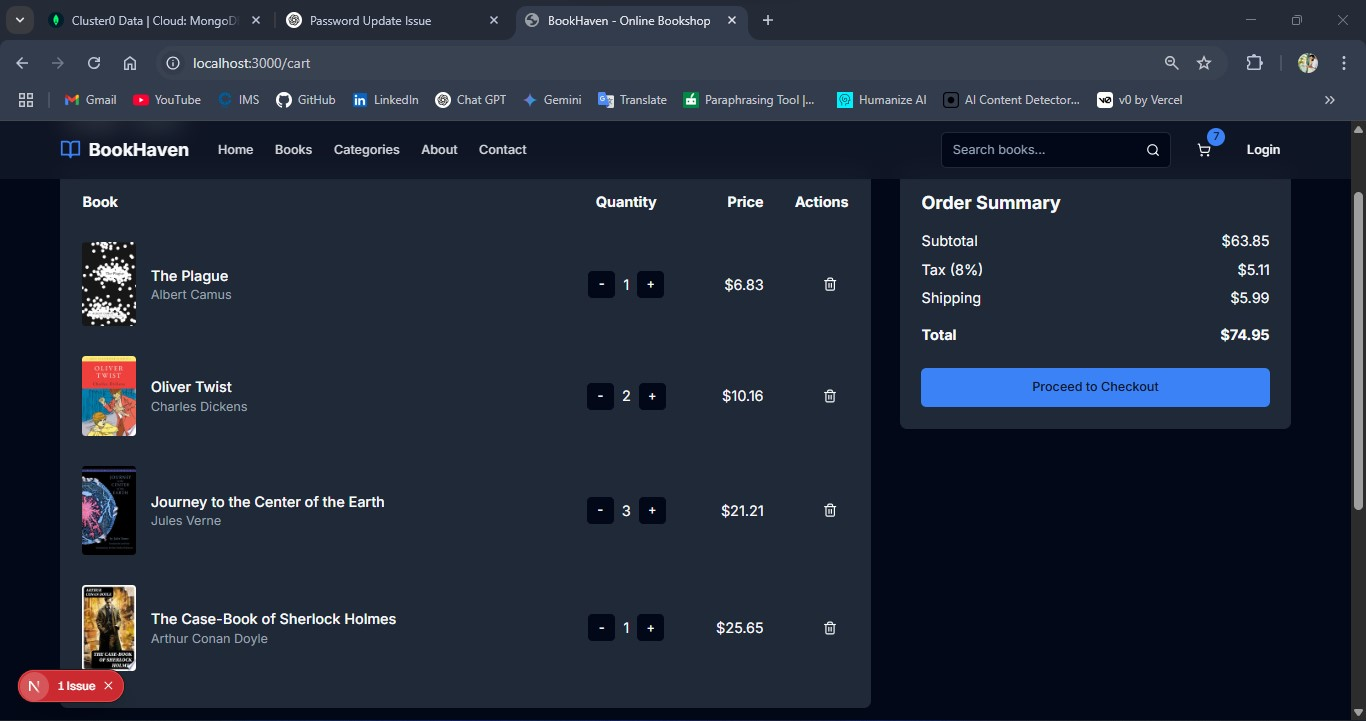 Cluster0 Data | Cloud: MongoD
Password Update Issue
BookHaven - Online Bookshop
localhost:3000/cart
Gmail
YouTube
IMS
GitHub
LinkedIn
Chat GPT
Gemini
Translate
Paraphrasing Tool |...
Humanize AI
AI Content Detector...
v0 by Vercel
BookHaven
Home
Books
Categories
About
Contact
Search books...
7
Login
Book
Quantity
Price
Actions
The Plague
Albert Camus
- 1 +
$6.83
OLIVER
TWIST
Oliver Twist
Charles Dickens
- 2 +
$10.16
Journey to the Center of the Earth
Jules Verne
- 3 +
$21.21
ARTHUR
CONAN DOYLE
THE CASE-BOOK
OF SHERLOCK
The Case-Book of Sherlock Holmes
Arthur Conan Doyle
- 1 +
$25.65
Order Summary
Subtotal
$63.85
Tax (8%)
$5.11
Shipping
$5.99
Total
$74.95
Proceed to Checkout
N
1 Issue